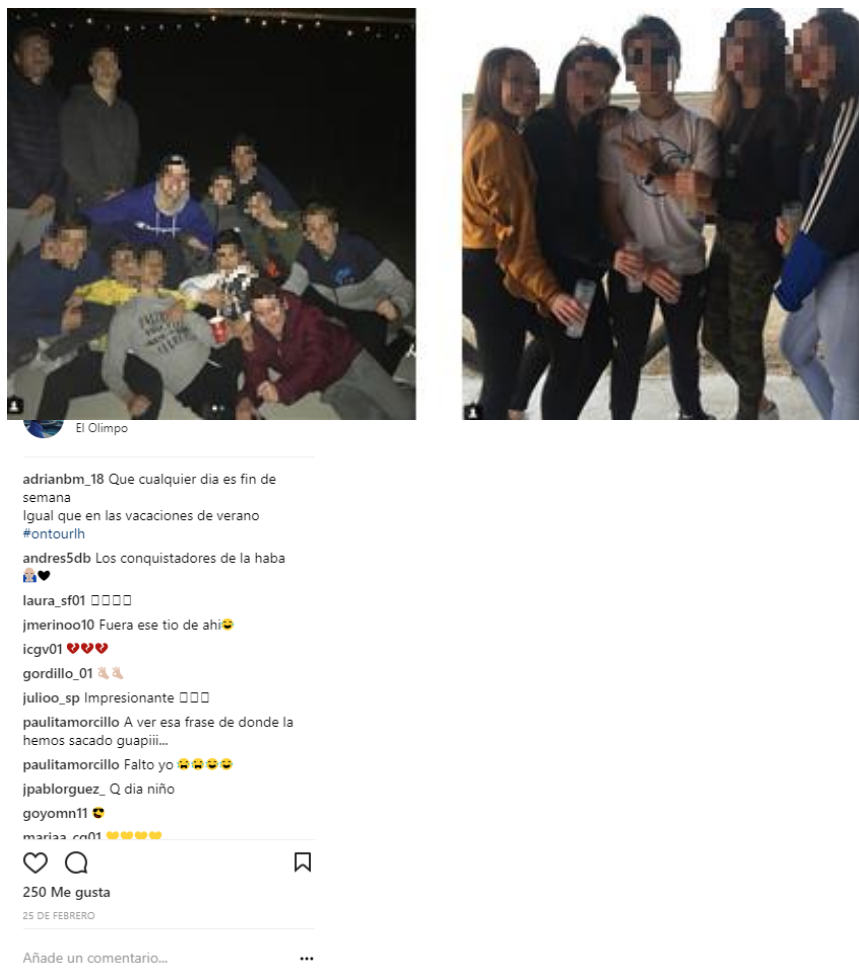 Champion
El Olimpo
adrianbm_18 Que cualquier dia es fin de
semana
Igual que en las vacaciones de verano
#ontourlh
andres5db Los conquistadores de la haba
laura_sf01
jmerinoo10 Fuera ese tio de ahi😂
icgv01 💔💔💔
gordillo_01 👌🏻👌🏻
julioo_sp Impresionante
paulitamorcillo A ver esa frase de donde la
hemos sacado guapiii...
paulitamorcillo Falto yo 😭😭😂😂
jpablorguez_ Q dia niño
goyomn11 😎
mariaa_cg01 💛💛💛💛
250 Me gusta
25 DE FEBRERO
Añade un comentario...